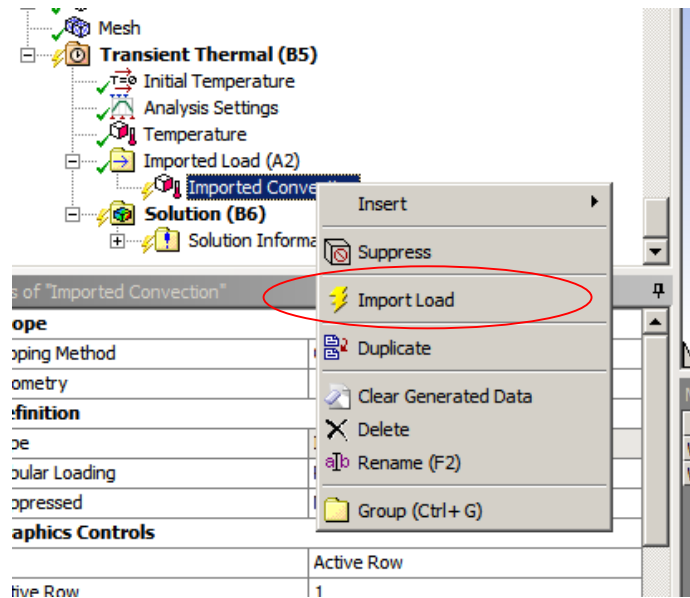 Mesh
Transient Thermal (B5)
T=0 Initial Temperature
Analysis Settings
Temperature
Imported Load (A2)
Imported Conve
Solution (B6)
Solution Informa
Insert
Suppress
Import Load
Duplicate
Clear Generated Data
Delete
aIb Rename (F2)
Group (Ctrl+ G)
s of "Imported Convection"
ope
oping Method
ometry
efinition
pe
bular Loading
ppressed
aphics Controls
Active Row
tive Row 1